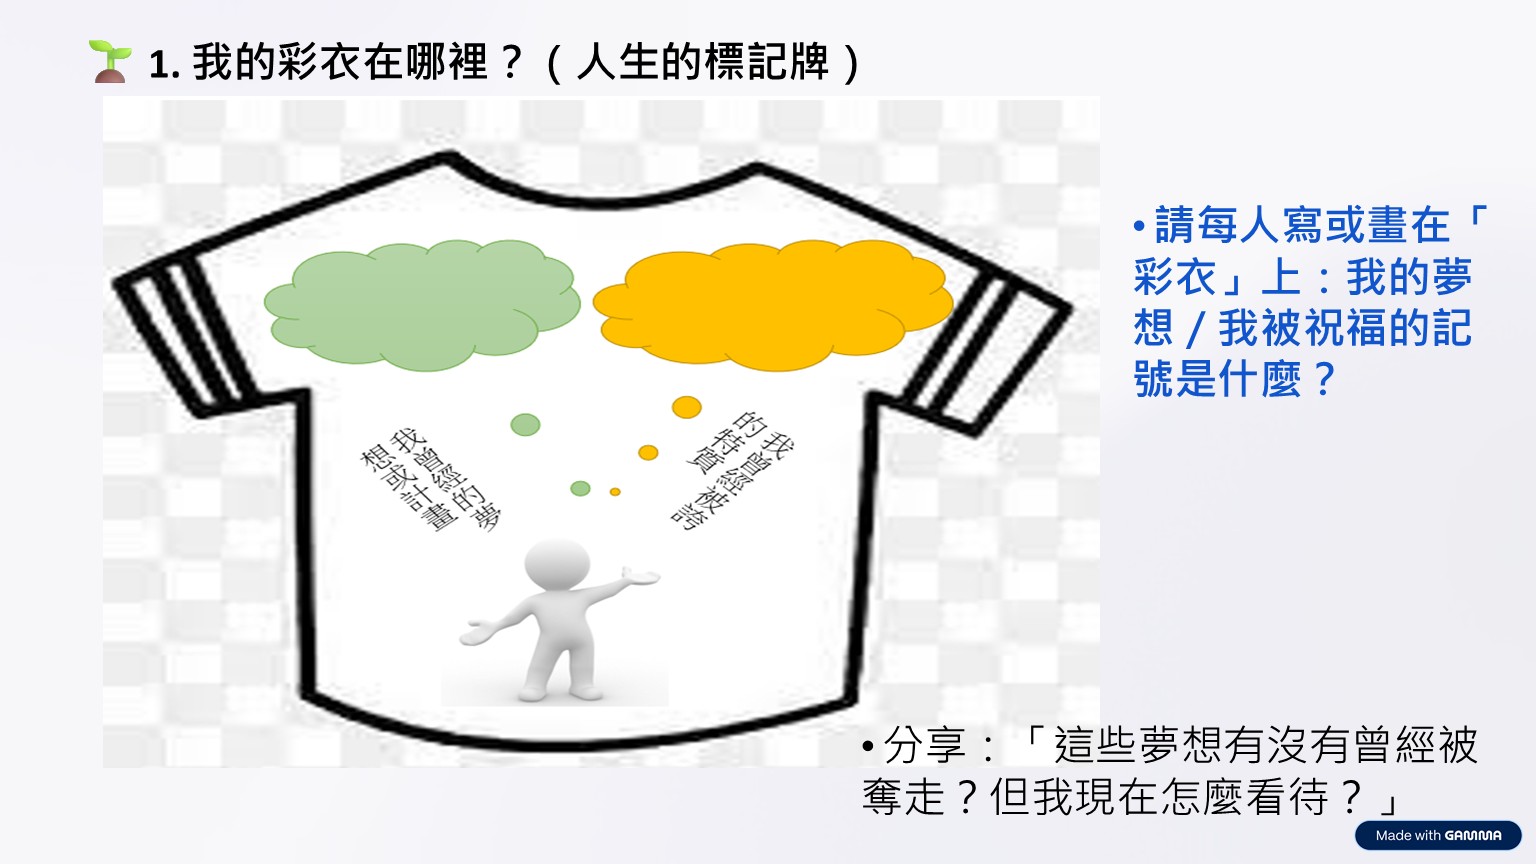 1. 我的彩衣在哪裡？（人生的標記牌）
•請每人寫或畫在「
彩衣」上：我的夢
想／我被祝福的記
號是什麼？
我曾經的夢
想或計畫
我曾經被誇
的特質
•分享：「這些夢想有沒有曾經被
奪走？但我現在怎麼看待？」
Made with GAMMA